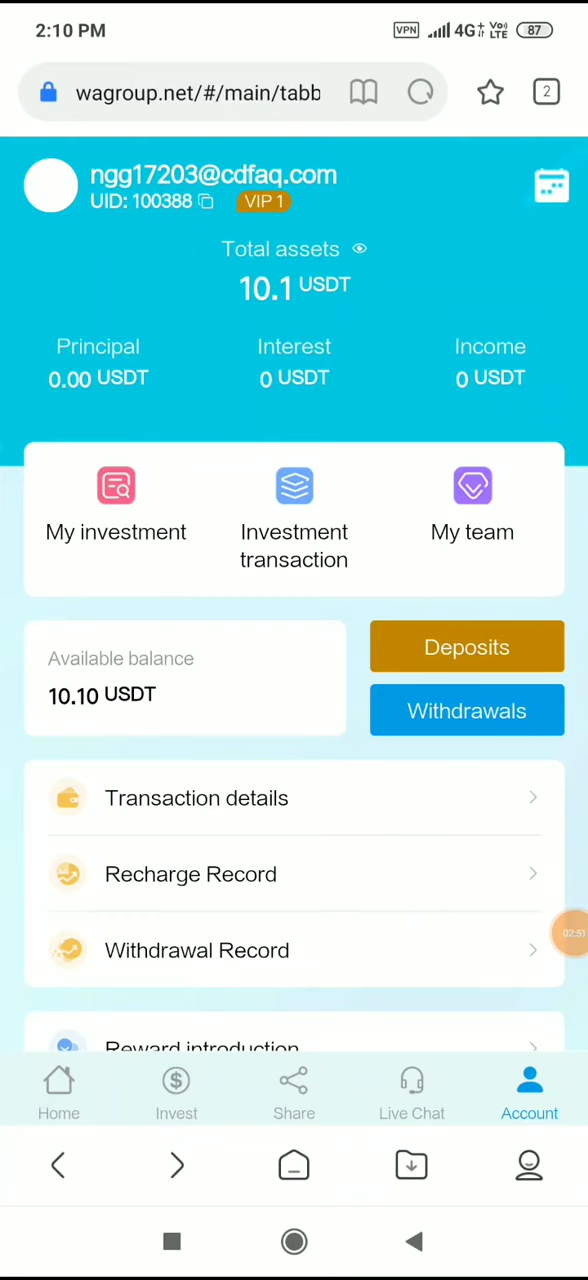 2:10 PM
VPN 4G+ Vo)) LTE 87
wagroup.net/#/main/tabb
2
ngg17203@cdfaq.com
UID: 100388 VIP 1
Total assets
10.1 USDT
Principal Interest Income
0.00 USDT 0 USDT 0 USDT
My investment Investment transaction My team
Available balance
10.10 USDT
Deposits
Withdrawals
Transaction details
Recharge Record
02:51
Withdrawal Record
Reward introduction
Home Invest Share Live Chat Account